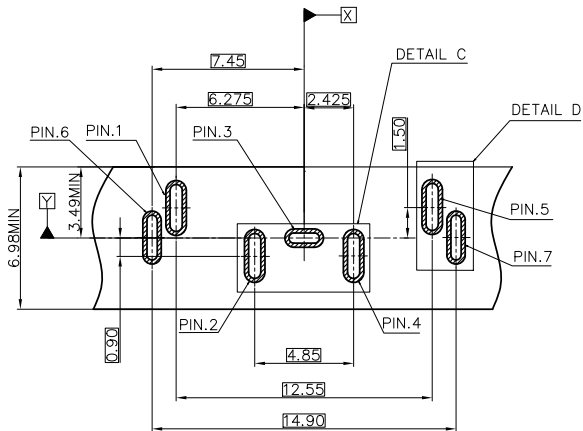 X
DETAIL C
7.45
6.275
2.425
1.50
DETAIL D
PIN.6
PIN.1
PIN.3
Y
3.49MIN
6.98MIN
PIN.5
PIN.7
0.90
PIN.2
PIN.4
4.85
12.55
14.90